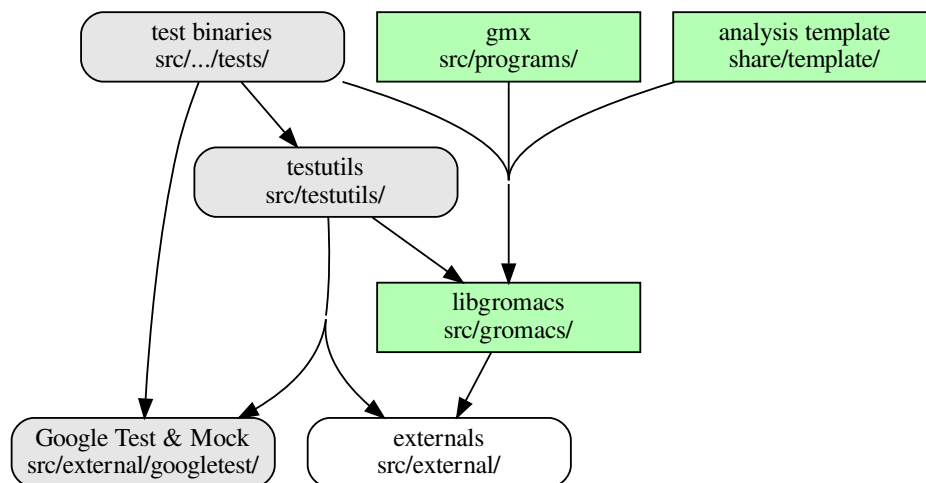 test binaries
src/.../tests/
gmx
src/programs/
analysis template
share/template/
testutils
src/testutils/
libgromacs
src/gromacs/
Google Test & Mock
src/external/googletest/
externals
src/external/